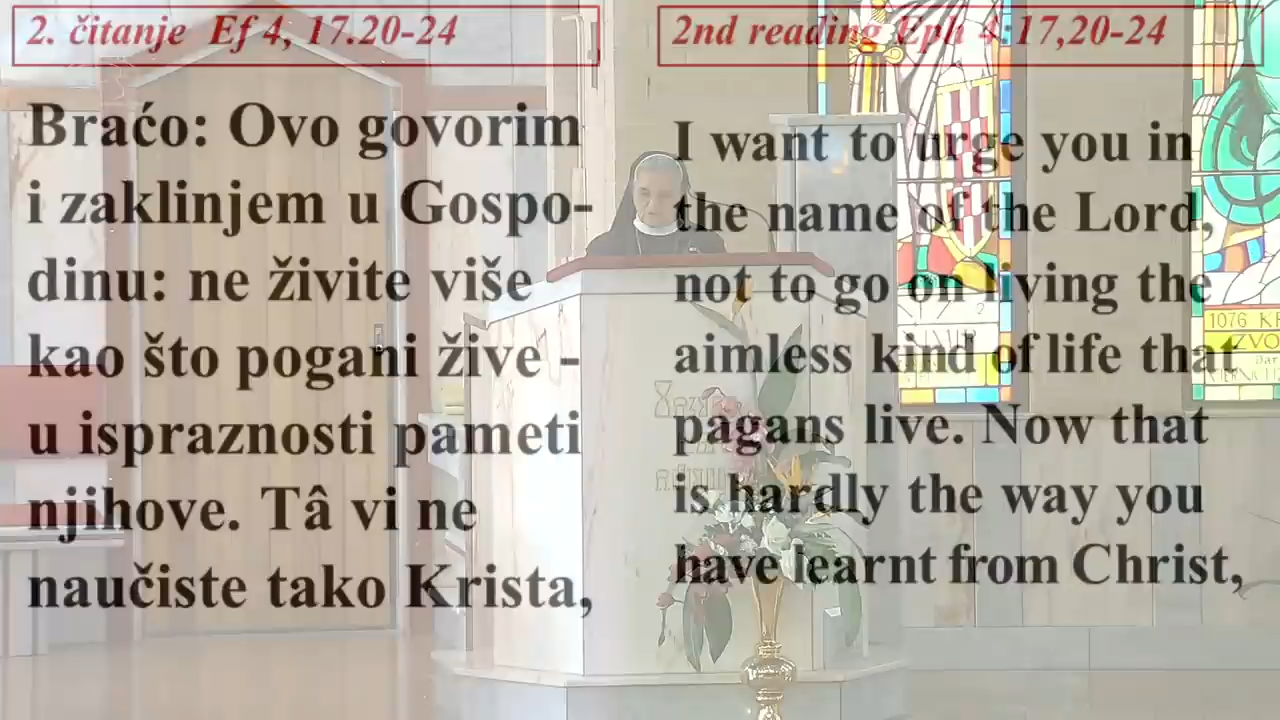 2. čitanje Ef 4, 17.20-24
Braćo: Ovo govorim
i zaklinjem u Gospo-
dinu: ne živite više
kao što pogani žive -
u ispraznosti pameti
njihove. Tâ vi ne
naučiste tako Krista,
2nd reading Eph 4:17,20-24
I want to urge you in
the name of the Lord,
not to go on living the
aimless kind of life that
pagans live. Now that
is hardly the way you
have learnt from Christ,
1076 KR
ZVO